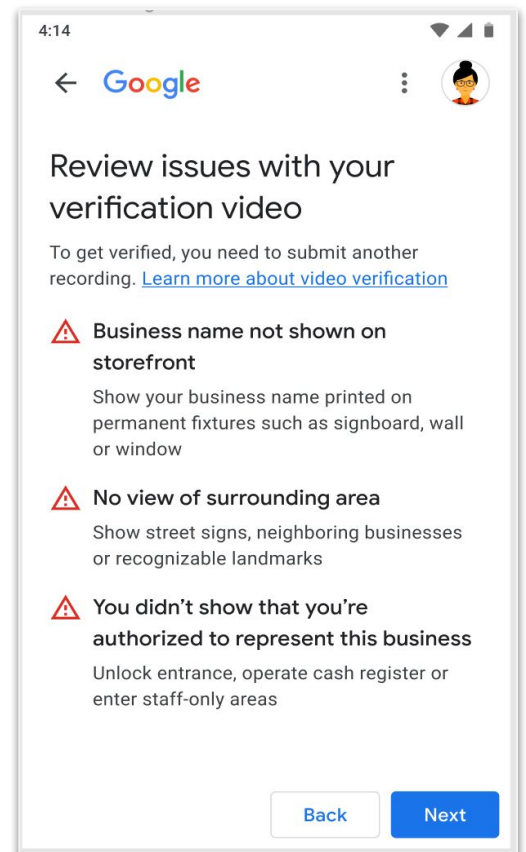 4:14
Google
Review issues with your
verification video
To get verified, you need to submit another
recording. Learn more about video verification
Business name not shown on
storefront
Show your business name printed on
permanent fixtures such as signboard, wall
or window
No view of surrounding area
Show street signs, neighboring businesses
or recognizable landmarks
You didn’t show that you’re
authorized to represent this business
Unlock entrance, operate cash register or
enter staff-only areas
Back Next